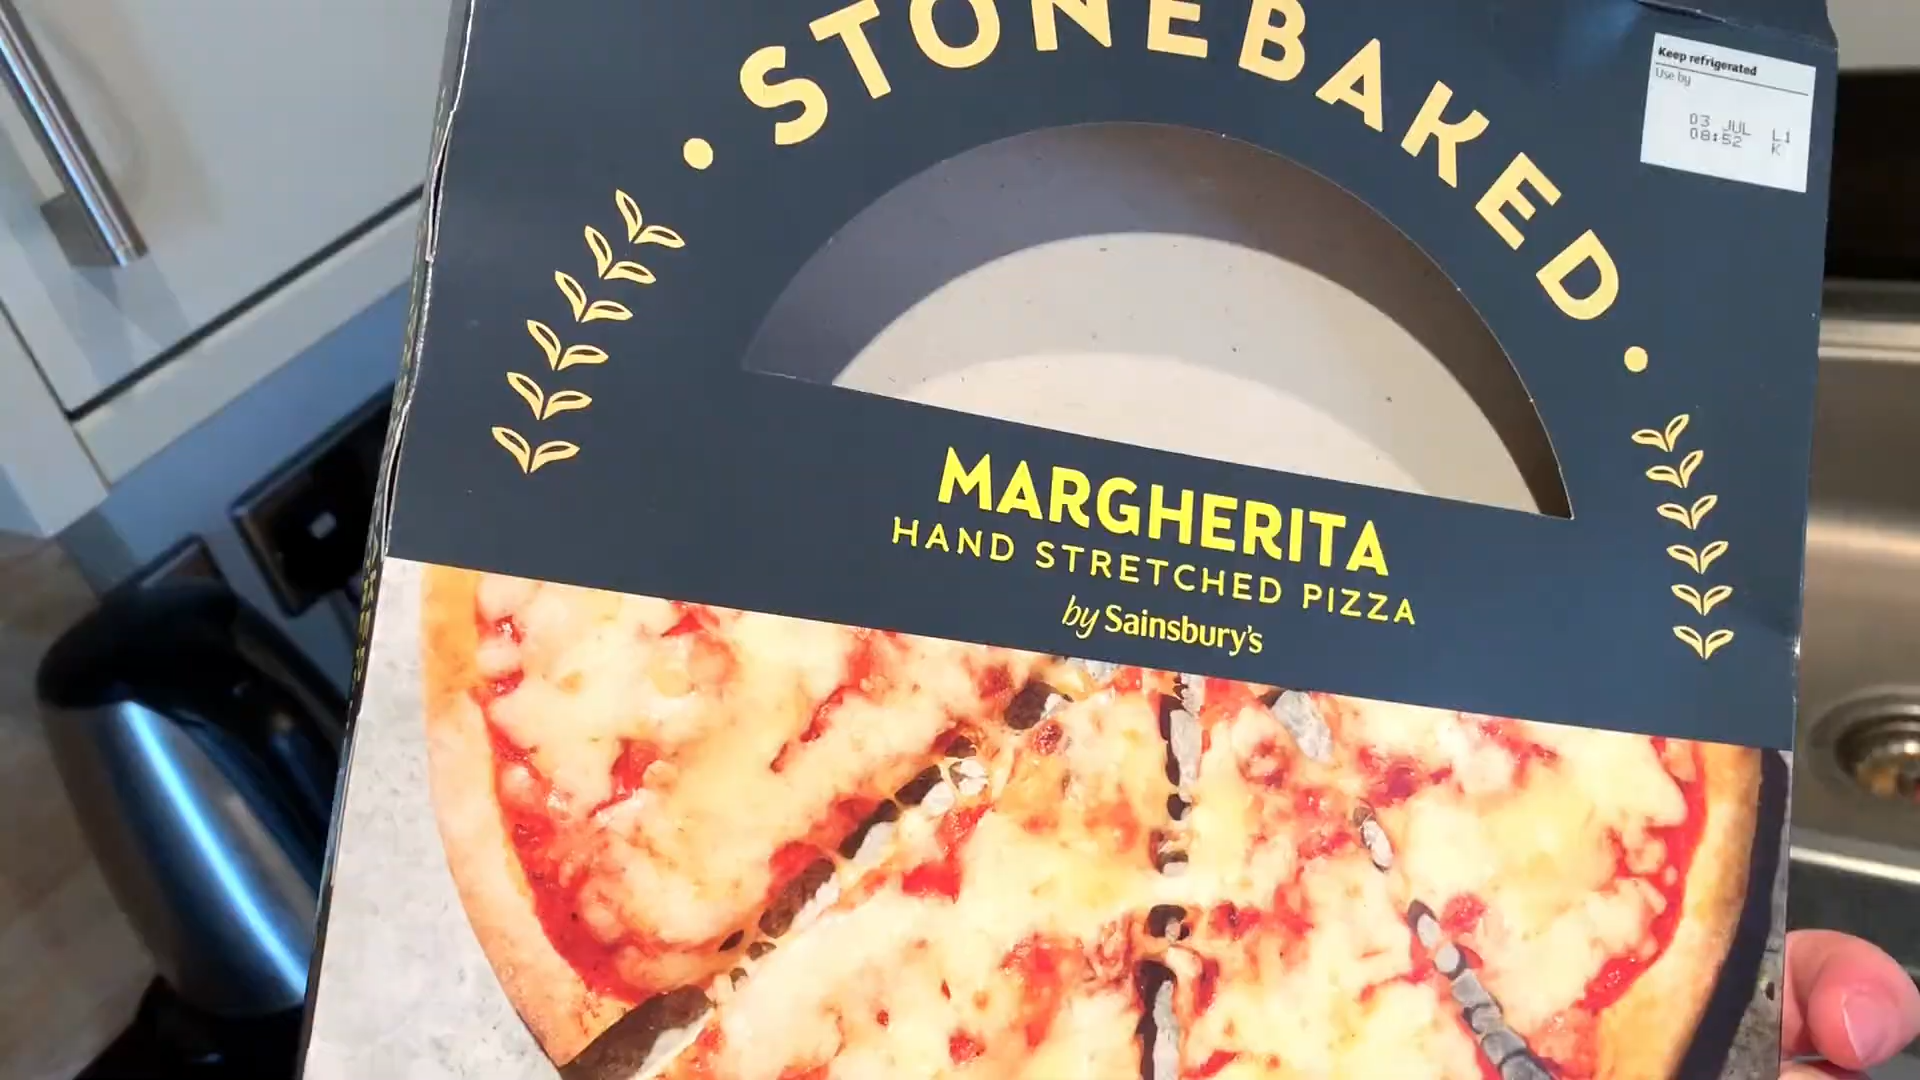 STONEBAKED
Keep refrigerated
Use by
03 JUL L1
08:52 K
MARGHERITA
HAND STRETCHED PIZZA
by Sainsbury's